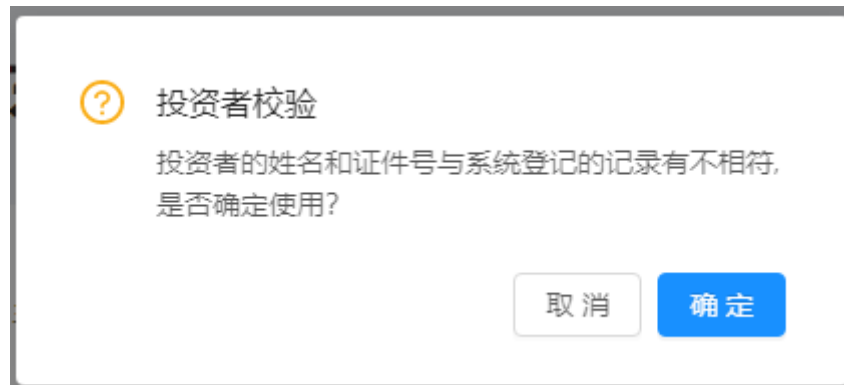 投资者校验
投资者的姓名和证件号与系统登记的记录有不相符,
是否确定使用?
取 消
确 定